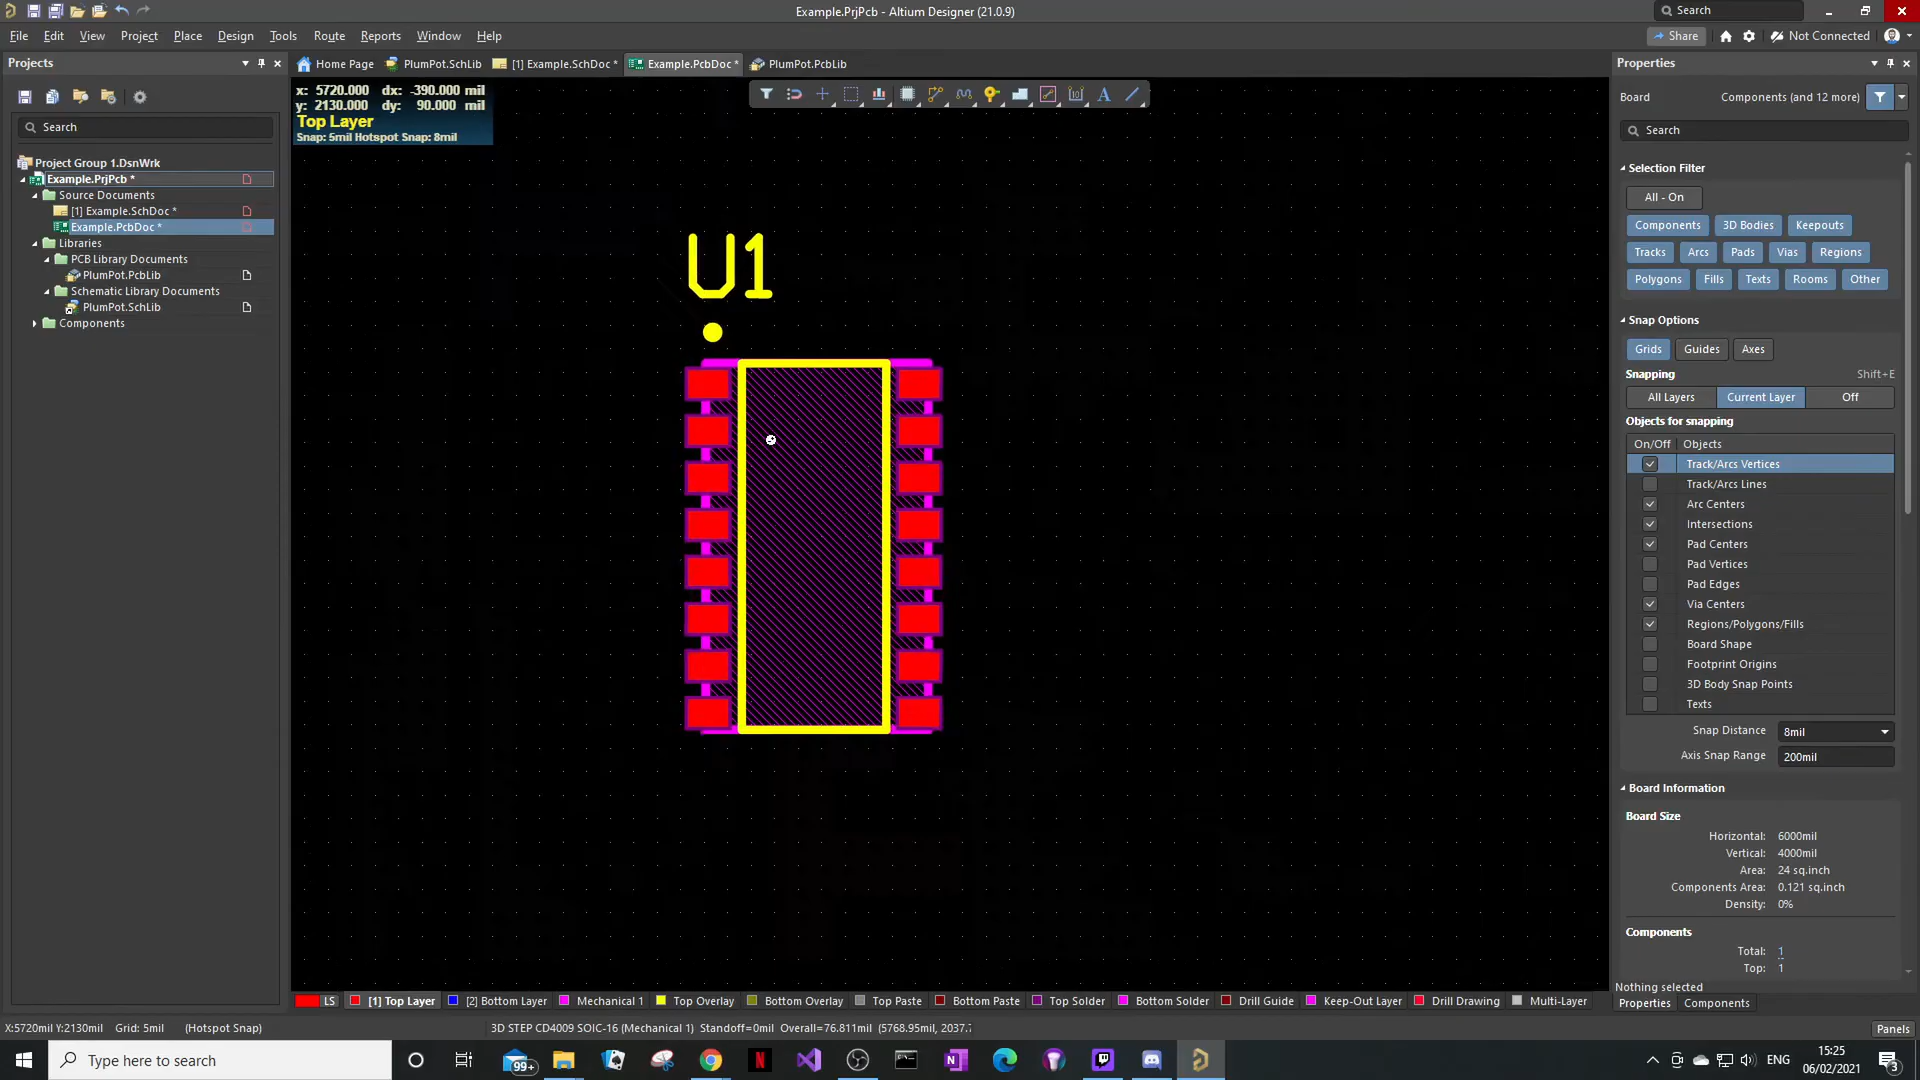 Example.PrjPcb - Altium Designer (21.0.9)
Search
File Edit View Project Place Design Tools Route Reports Window Help
Share
Not Connected
Projects
Home Page
PlumPot.SchLib
[1] Example.SchDoc *
Example.PcbDoc *
PlumPot.PcbLib
Properties
x: 5720.000 dx: -390.000 mil
y: 2130.000 dy: 90.000 mil
Top Layer
Snap: 5mil Hotspot Snap: 8mil
Board
Components (and 12 more)
Search
Search
Project Group 1.DsnWrk
Example.PrjPcb *
Source Documents
[1] Example.SchDoc *
Example.PcbDoc *
Libraries
PCB Library Documents
PlumPot.PcbLib
Schematic Library Documents
PlumPot.SchLib
Components
U1
Selection Filter
All - On
Components 3D Bodies Keepouts
Tracks Arcs Pads Vias Regions
Polygons Fills Texts Rooms Other
Snap Options
Grids Guides Axes
Snapping Shift+E
All Layers Current Layer Off
Objects for snapping
On/Off Objects
Track/Arcs Vertices
Track/Arcs Lines
Arc Centers
Intersections
Pad Centers
Pad Vertices
Pad Edges
Via Centers
Regions/Polygons/Fills
Board Shape
Footprint Origins
3D Body Snap Points
Texts
Snap Distance 8mil
Axis Snap Range 200mil
Board Information
Board Size
Horizontal: 6000mil
Vertical: 4000mil
Area: 24 sq.inch
Components Area: 0.121 sq.inch
Density: 0%
Components
Total: 1
Top: 1
Nothing selected
Properties Components
LS
[1] Top Layer
[2] Bottom Layer
Mechanical 1
Top Overlay
Bottom Overlay
Top Paste
Bottom Paste
Top Solder
Bottom Solder
Drill Guide
Keep-Out Layer
Drill Drawing
Multi-Layer
X:5720mil Y:2130mil Grid: 5mil (Hotspot Snap)
3D STEP CD4009 SOIC-16 (Mechanical 1) Standoff=0mil Overall=76.811mil (5768.95mil, 2037.7
Panels
Type here to search
99+
ENG
15:25
06/02/2021
3